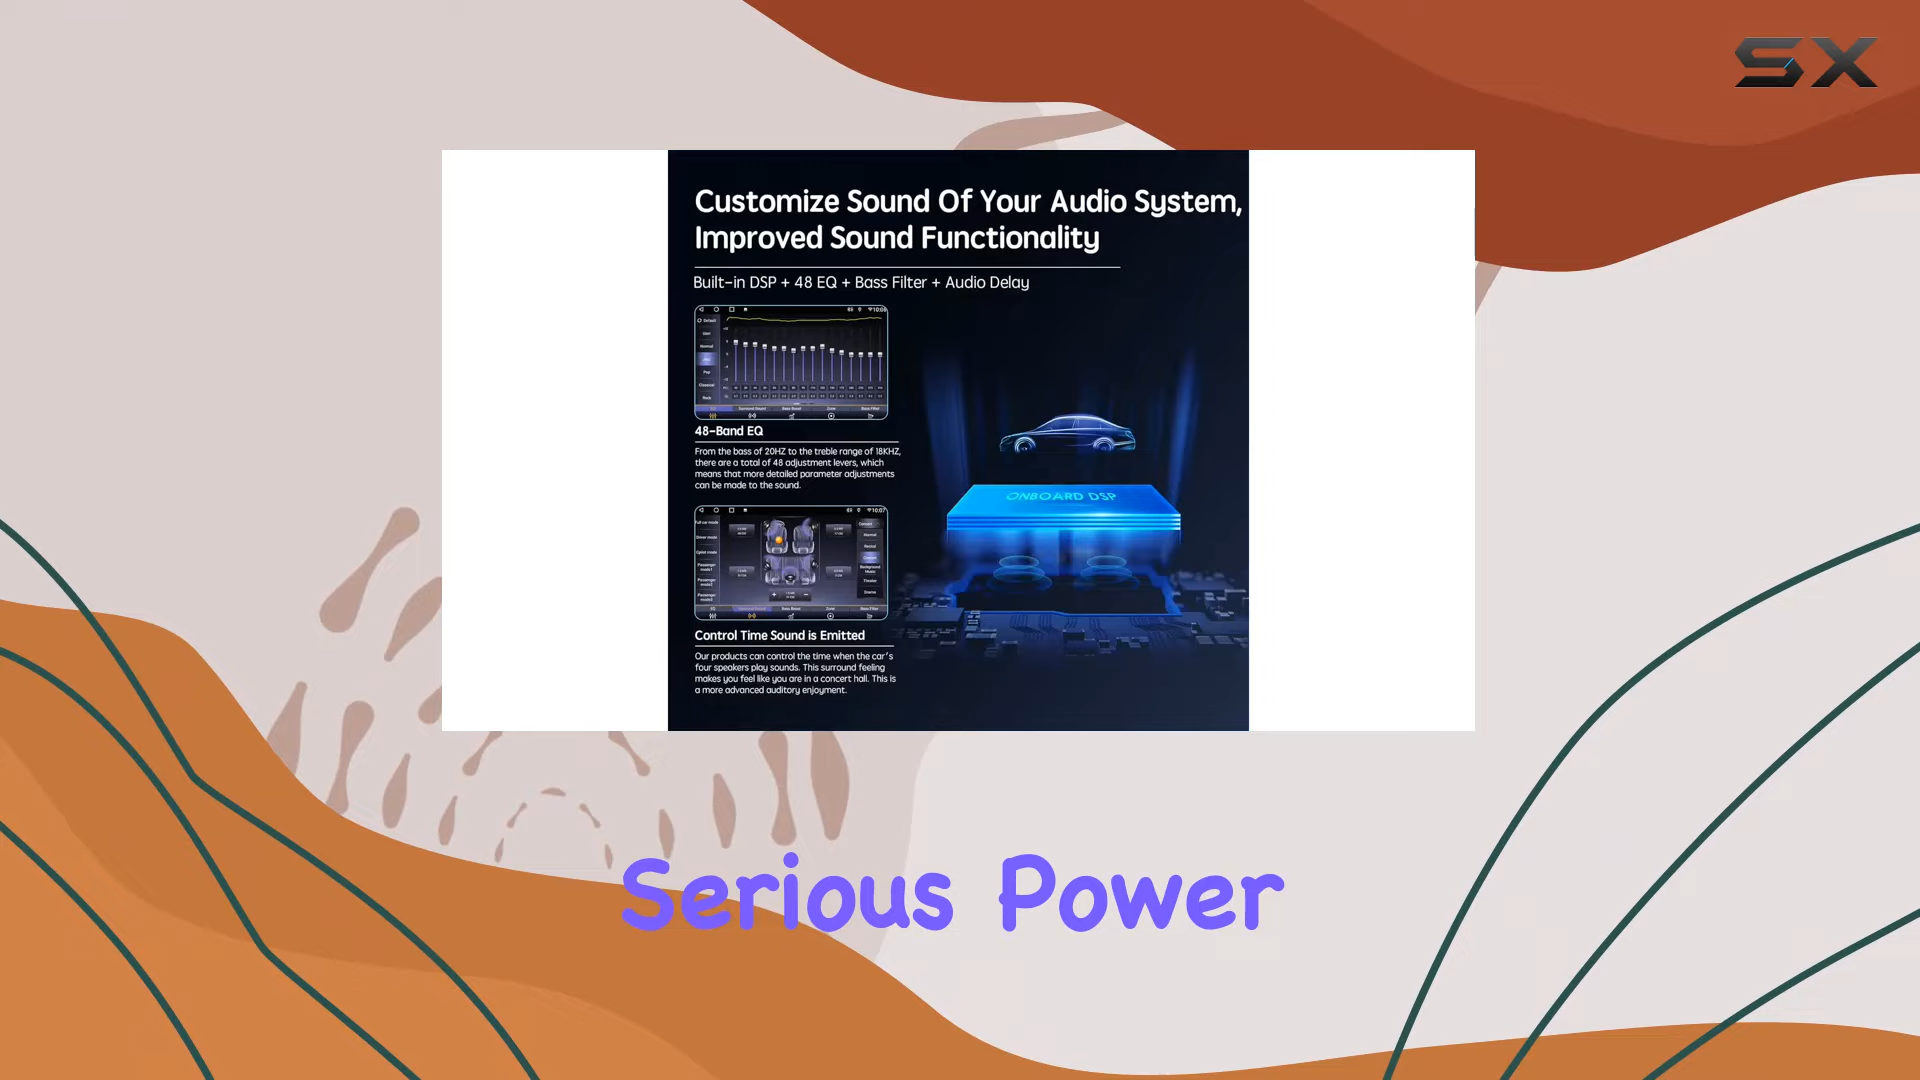 SX
Customize Sound Of Your Audio System,
Improved Sound Functionality
Built-in DSP + 48 EQ + Bass Filter + Audio Delay
48-Band EQ
From the bass of 20HZ to the treble range of 18KHZ,
there are a total of 48 adjustment levers, which
means that more detailed parameter adjustments
can be made to the sound.
ONBOARD DSP
Control Time Sound is Emitted
Our products can control the time when the car's
four speakers play sounds. This surround feeling
makes you feel like you are in a concert hall. This is
a more advanced auditory enjoyment.
Serious Power